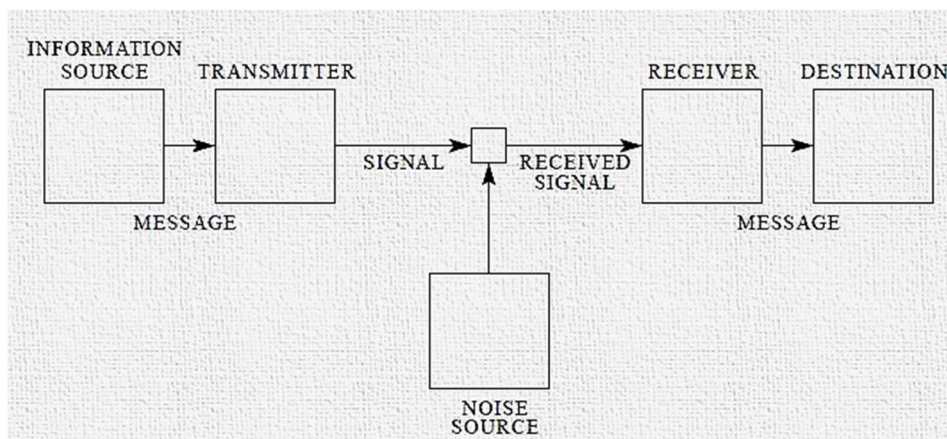 INFORMATION
SOURCE
TRANSMITTER
RECEIVER
DESTINATION
SIGNAL
RECEIVED
SIGNAL
MESSAGE
MESSAGE
NOISE
SOURCE